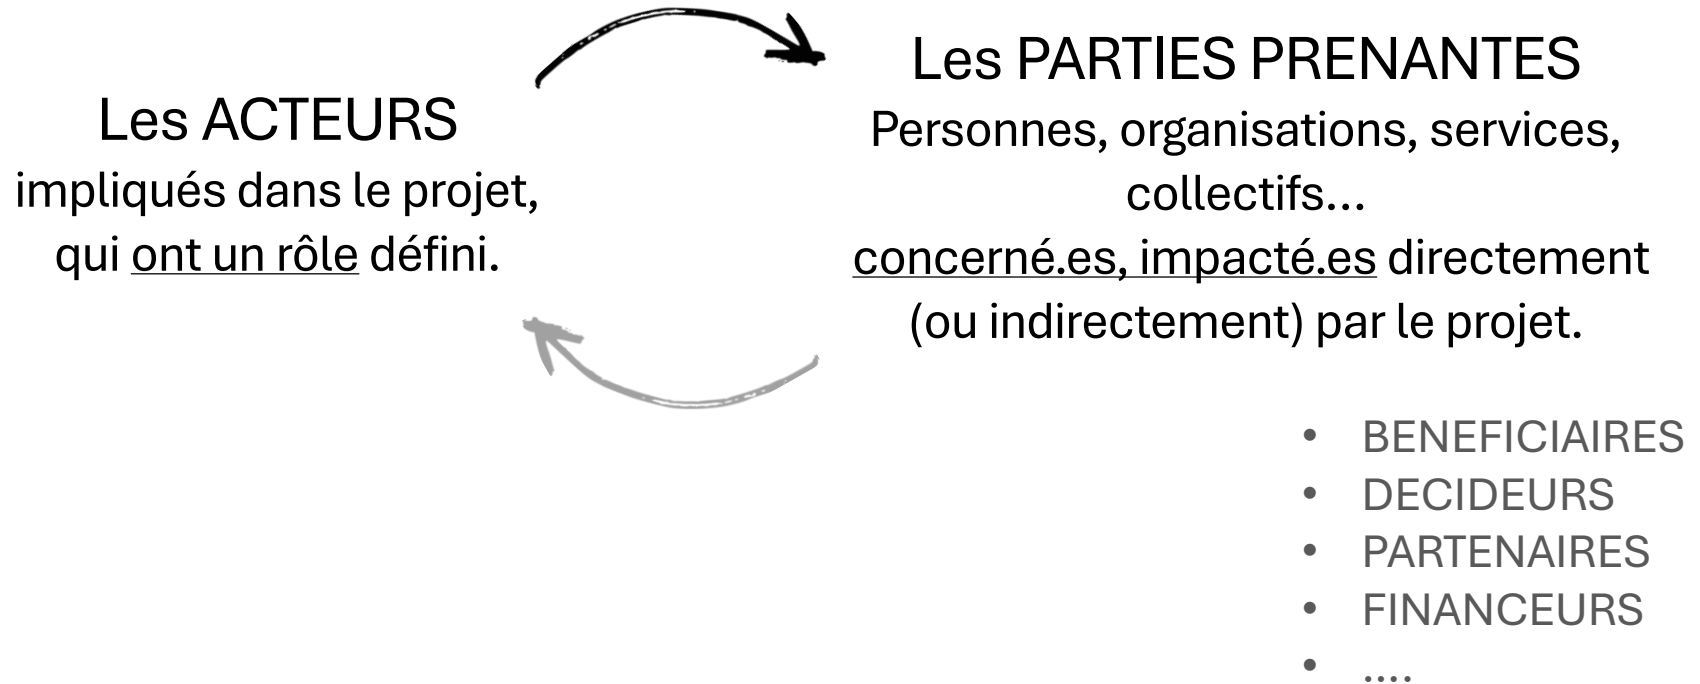 Les ACTEURS
impliqués dans le projet,
qui ont un rôle défini.
Les PARTIES PRENANTES
Personnes, organisations, services,
collectifs…
concerné.es, impacté.es directement
(ou indirectement) par le projet.
• BENEFICIAIRES
• DECIDEURS
• PARTENAIRES
• FINANCEURS
• ….